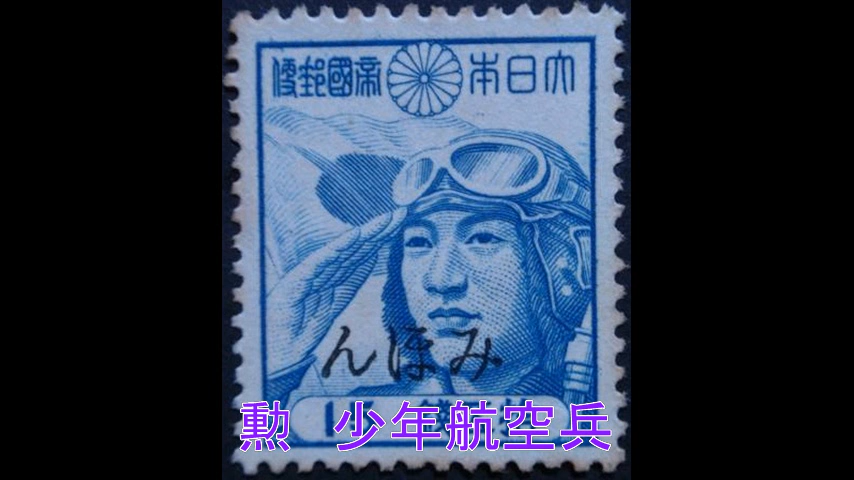 大日本帝國郵便
みほん
勲　少年航空兵